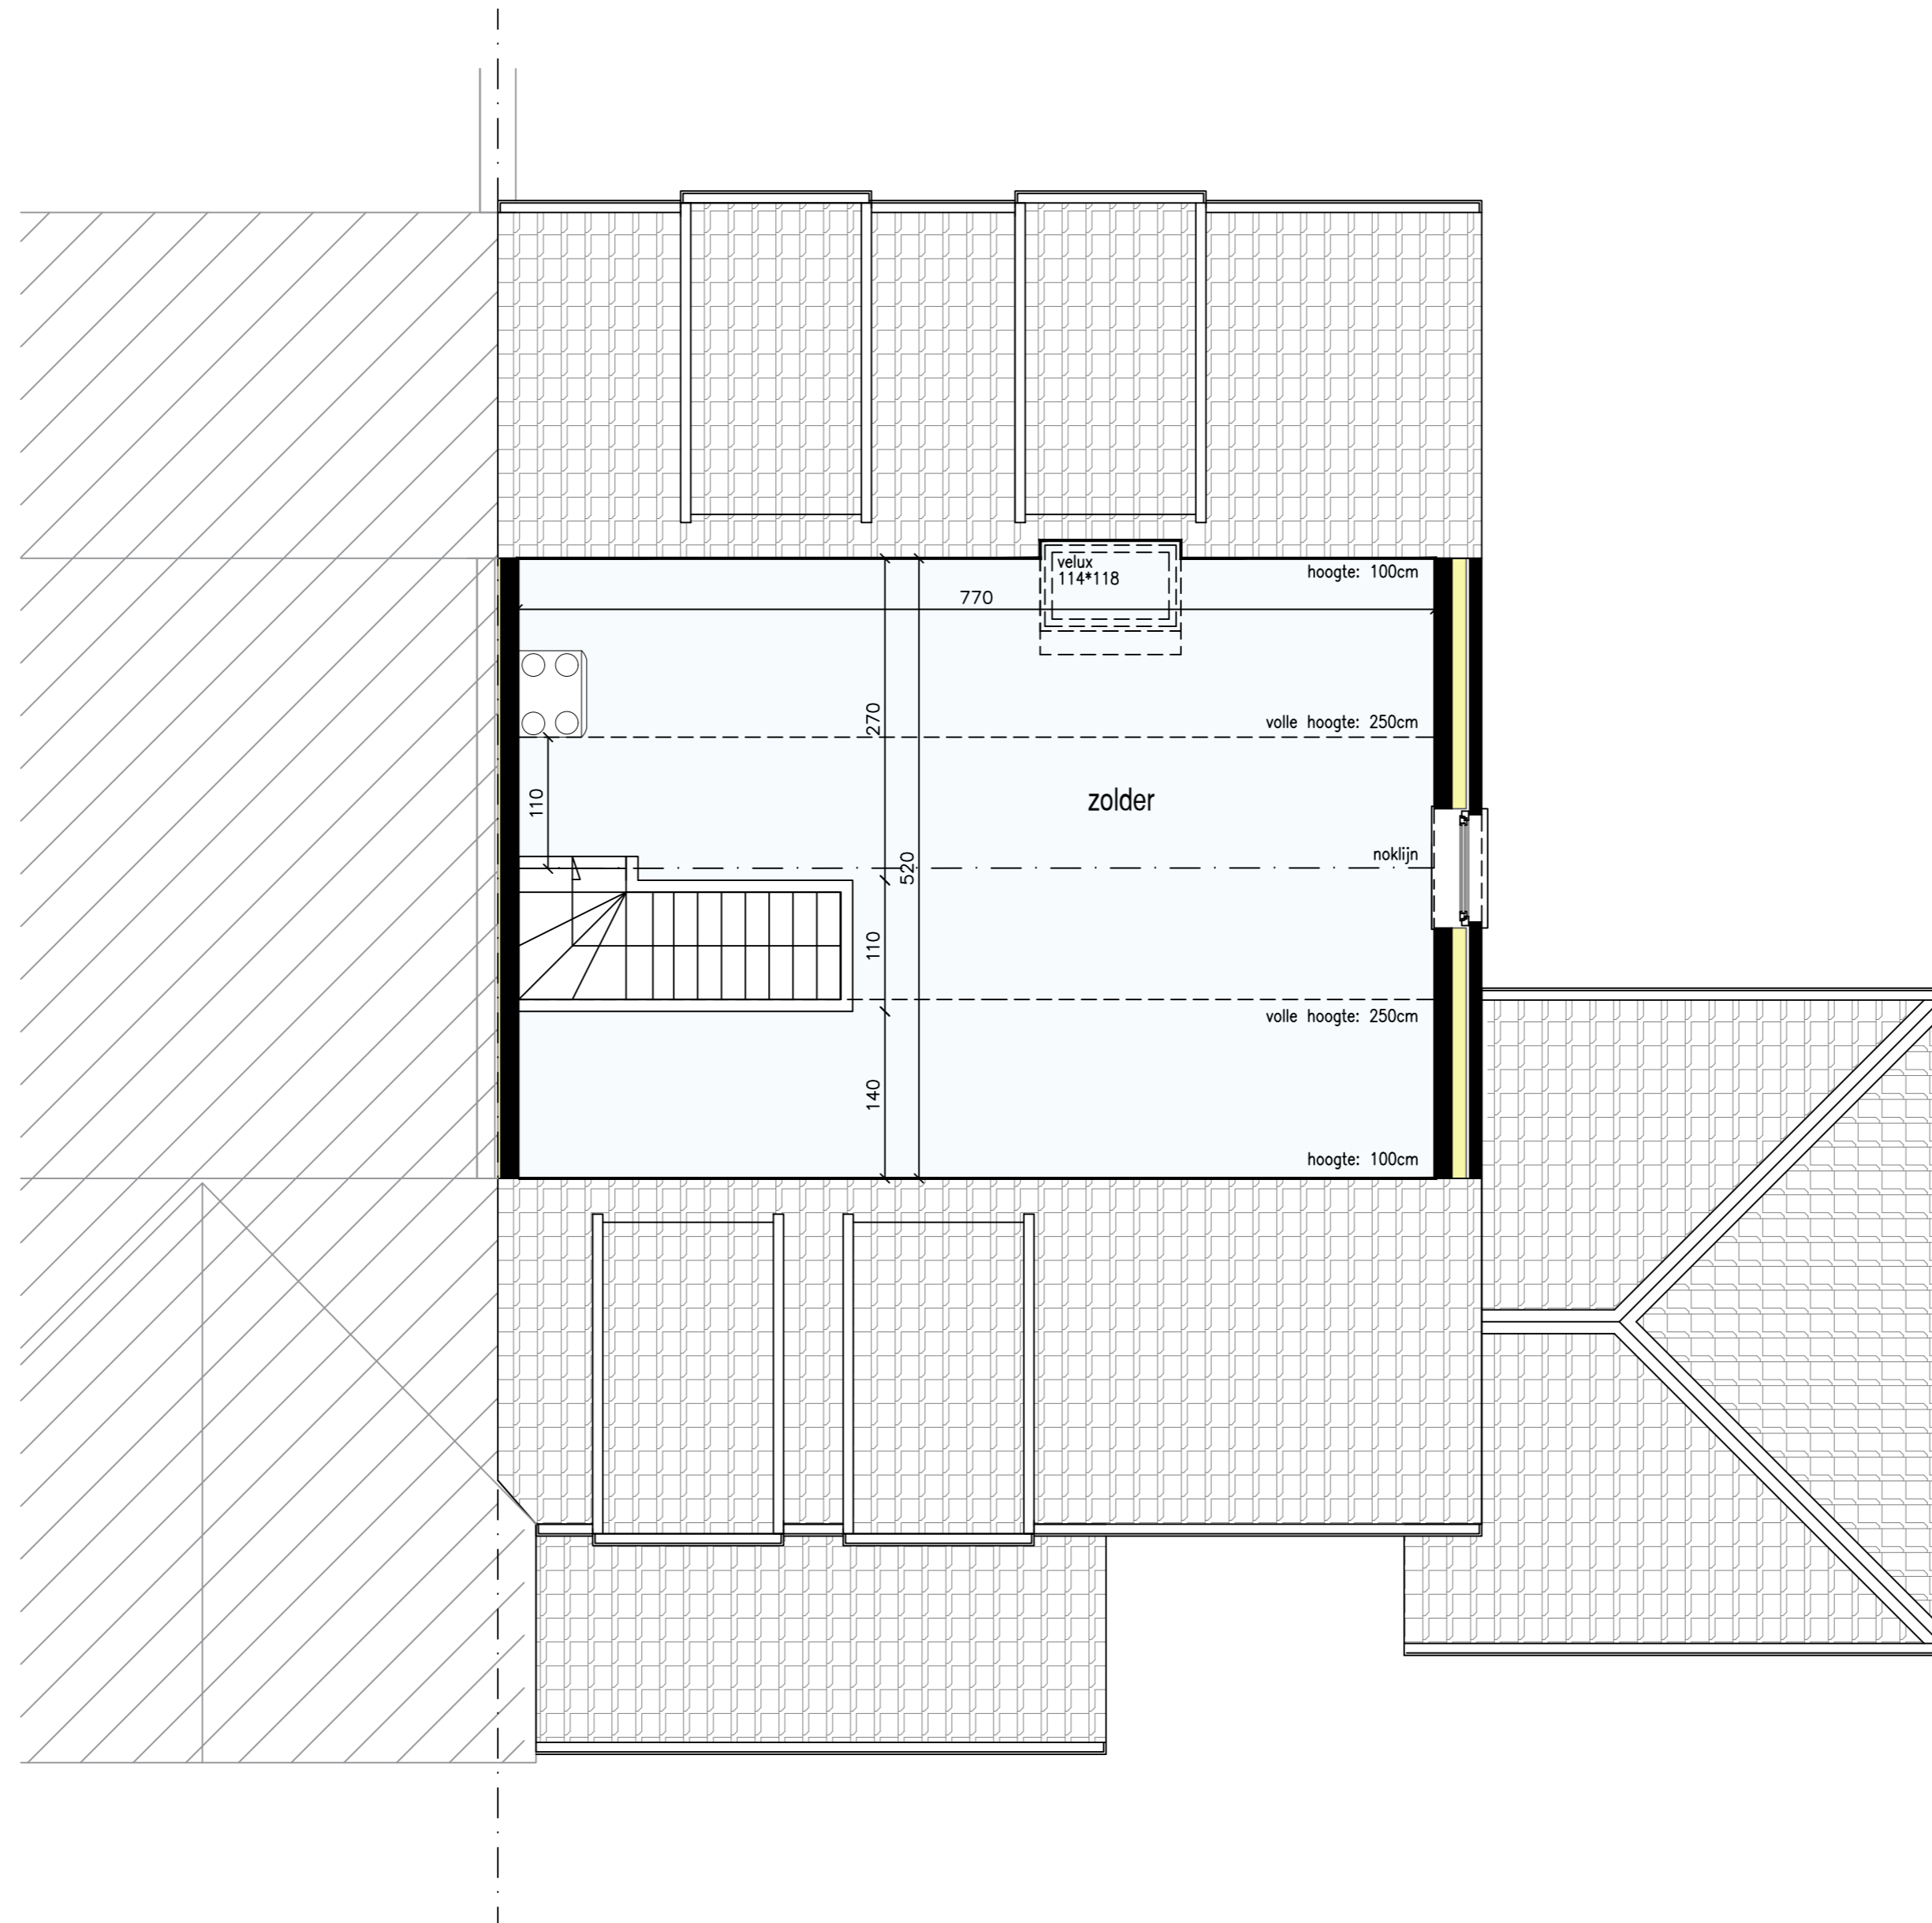 velux
114*118
hoogte: 100cm
770
270
volle hoogte: 250cm
110
zolder
noklijn
520
110
volle hoogte: 250cm
140
hoogte: 100cm